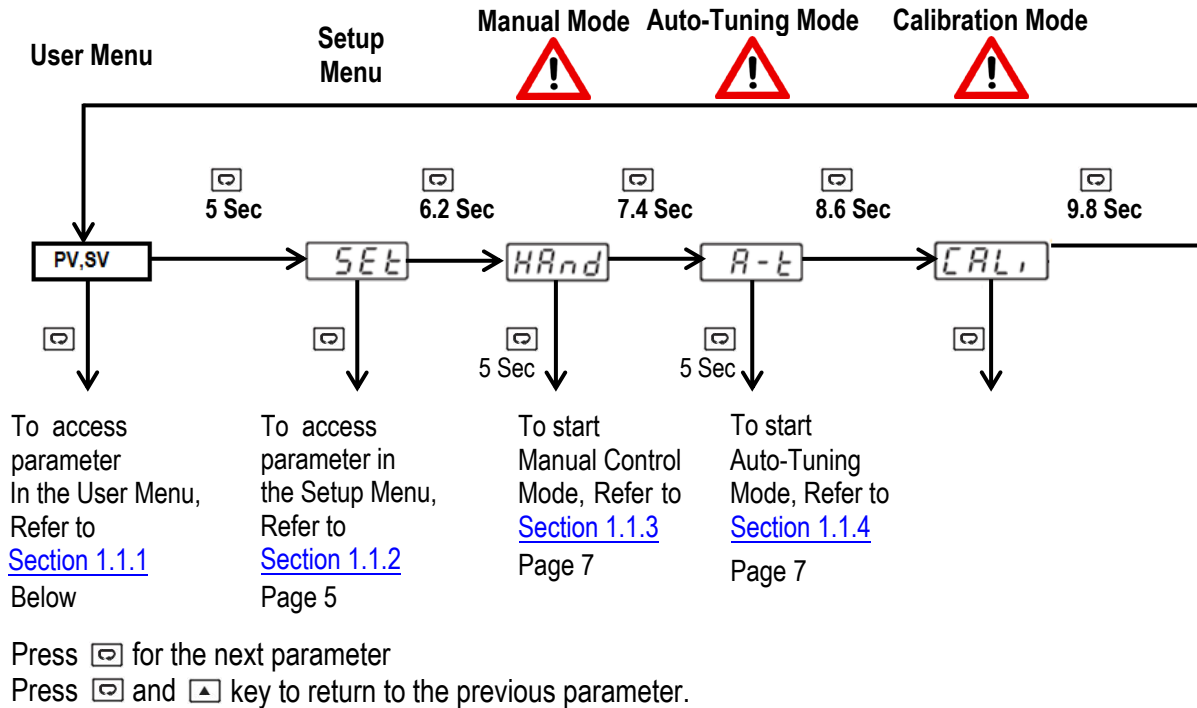 User Menu
Setup
Menu
Manual Mode
Auto-Tuning Mode
Calibration Mode
5 Sec
6.2 Sec
7.4 Sec
8.6 Sec
9.8 Sec
PV,SV
SEt
HAnd
A-t
CALi
5 Sec
5 Sec
To access
parameter
In the User Menu,
Refer to
Section 1.1.1
Below
To access
parameter in
the Setup Menu,
Refer to
Section 1.1.2
Page 5
To start
Manual Control
Mode, Refer to
Section 1.1.3
Page 7
To start
Auto-Tuning
Mode, Refer to
Section 1.1.4
Page 7
Press for the next parameter
Press and key to return to the previous parameter.